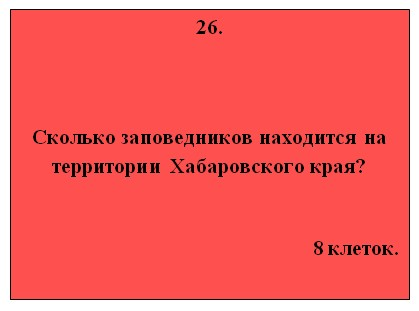 26.
Сколько заповедников находится на
территории Хабаровского края?
8 клеток.